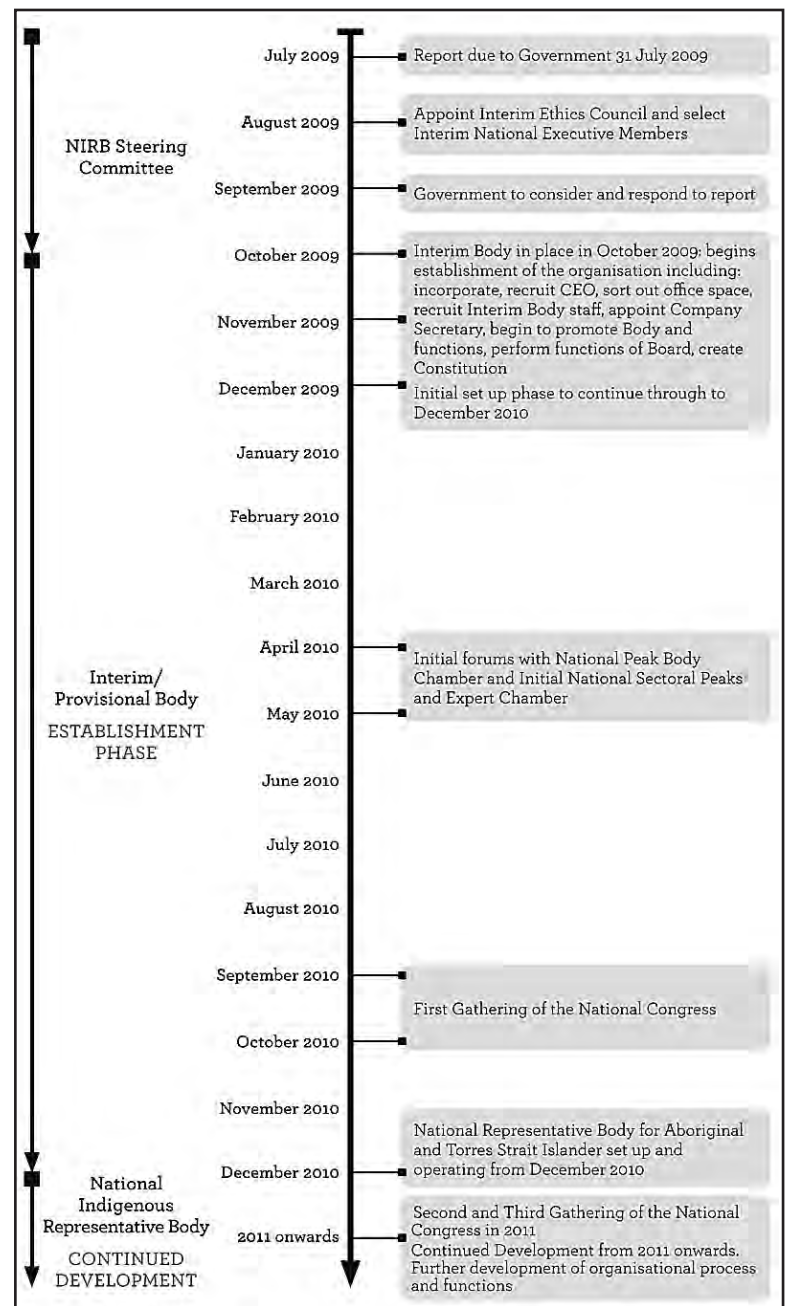 July 2009
Report due to Government 31 July 2009
August 2009
Appoint Interim Ethics Council and select
Interim National Executive Members
NIRB Steering
Committee
September 2009
Government to consider and respond to report
October 2009
Interim Body in place in October 2009: begins
establishment of the organisation including:
incorporate, recruit CEO, sort out office space,
recruit Interim Body staff, appoint Company
Secretary, begin to promote Body and
functions, perform functions of Board, create
Constitution
November 2009
December 2009
Initial set up phase to continue through to
December 2010
January 2010
February 2010
March 2010
April 2010
Initial forums with National Peak Body
Chamber and Initial National Sectoral Peaks
and Expert Chamber
May 2010
Interim/
Provisional Body
ESTABLISHMENT
PHASE
June 2010
July 2010
August 2010
September 2010
First Gathering of the National Congress
October 2010
November 2010
National Representative Body for Aboriginal
and Torres Strait Islander set up and
operating from December 2010
December 2010
National
Indigenous
Representative Body
CONTINUED
DEVELOPMENT
2011 onwards
Second and Third Gathering of the National
Congress in 2011
Continued Development from 2011 onwards.
Further development of organisational process
and functions